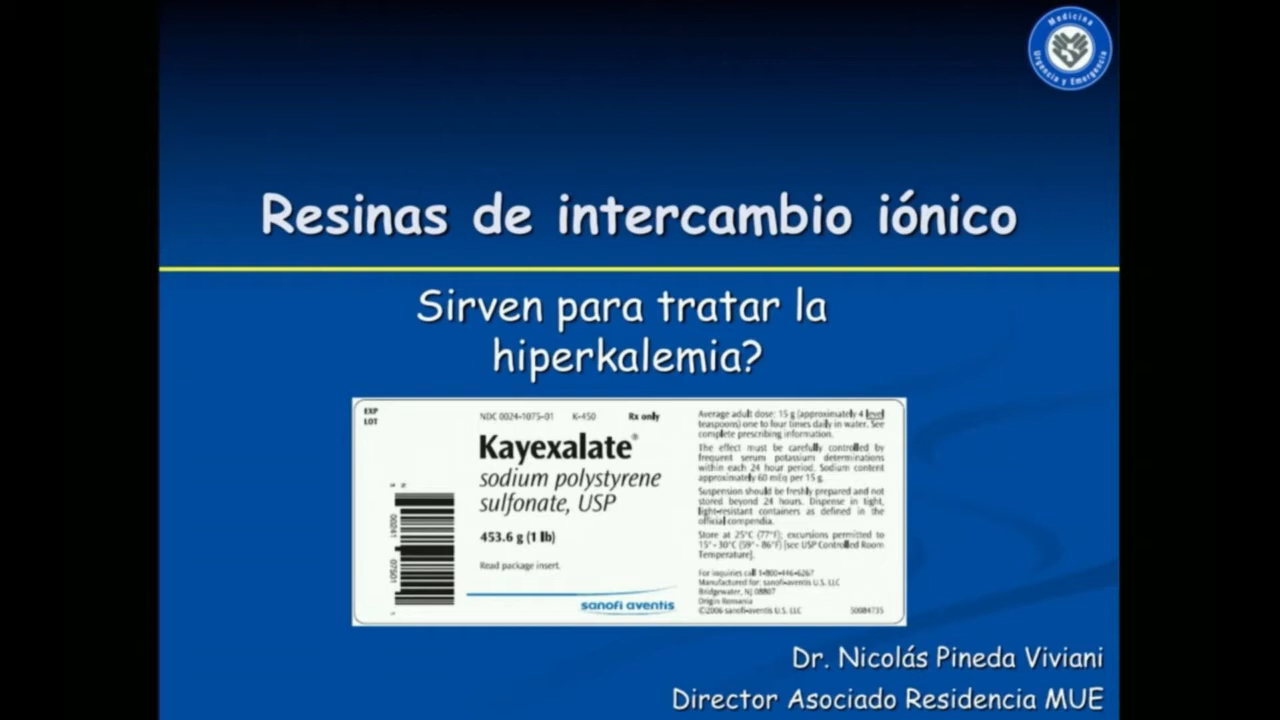 Medicina
Urgencia y Emergencia
Resinas de intercambio iónico
Sirven para tratar la
hiperkalemia?
EXP
LOT
NDC 0024-1075-01 K-450 Rx only
Kayexalate®
sodium polystyrene
sulfonate, USP
453.6 g (1 lb)
Read package insert.
sanofi aventis
Average adult dose: 15 g (approximately 4 level
teaspoons) one to four times daily in water. See
complete prescribing information.
The effect must be carefully controlled by
frequent serum potassium determinations
within each 24 hour period. Sodium content
approximately 60 mEq per 15 g.
Suspension should be freshly prepared and not
stored beyond 24 hours. Dispense in tight,
light-resistant containers as defined in the
official compendia.
Store at 25°C (77°F); excursions permitted to
15° - 30°C (59° - 86°F) [see USP Controlled Room
Temperature].
For inquiries call 1-800-446-6267
Manufactured for: sanofi-aventis U.S. LLC
Bridgewater, NJ 08807
Origin Romania
©2006 sanofi-aventis U.S. LLC 50084735
Dr. Nicolás Pineda Viviani
Director Asociado Residencia MUE